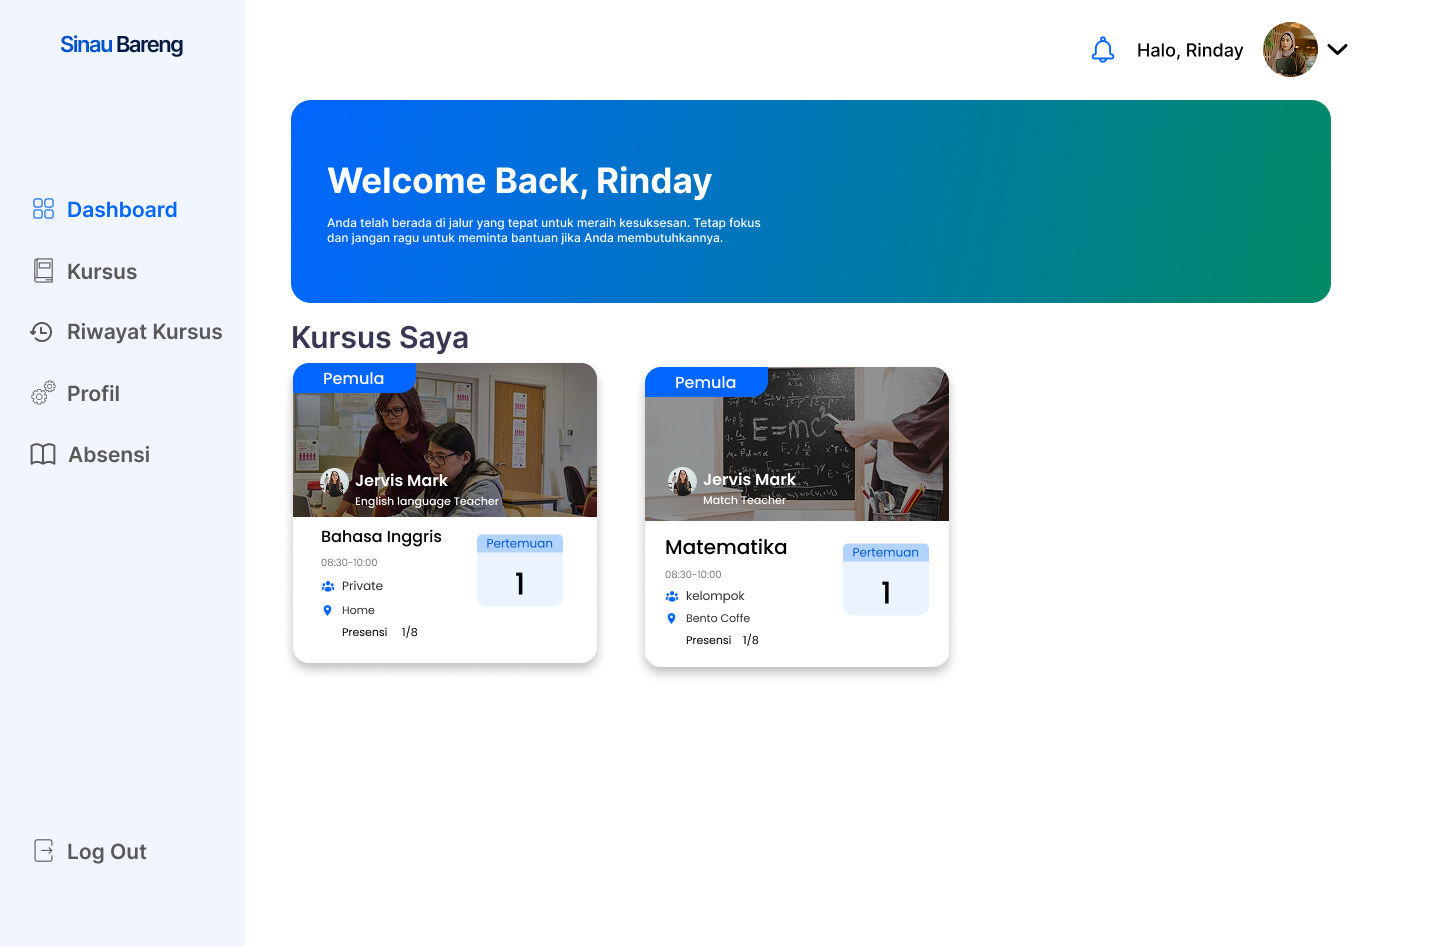 Sinau Bareng
Halo, Rinday
Dashboard
Kursus
Riwayat Kursus
Profil
Absensi
Log Out
Welcome Back, Rinday
Anda telah berada di jalur yang tepat untuk meraih kesuksesan. Tetap fokus
dan jangan ragu untuk meminta bantuan jika Anda membutuhkannya.
Kursus Saya
Pemula
Jervis Mark
English language Teacher
Bahasa Inggris
08:30-10:00
Private
Home
Presensi 1/8
Pertemuan
1
Pemula
E=mc²
Jervis Mark
Match Teacher
Matematika
08:30-10:00
kelompok
Bento Coffe
Presensi 1/8
Pertemuan
1